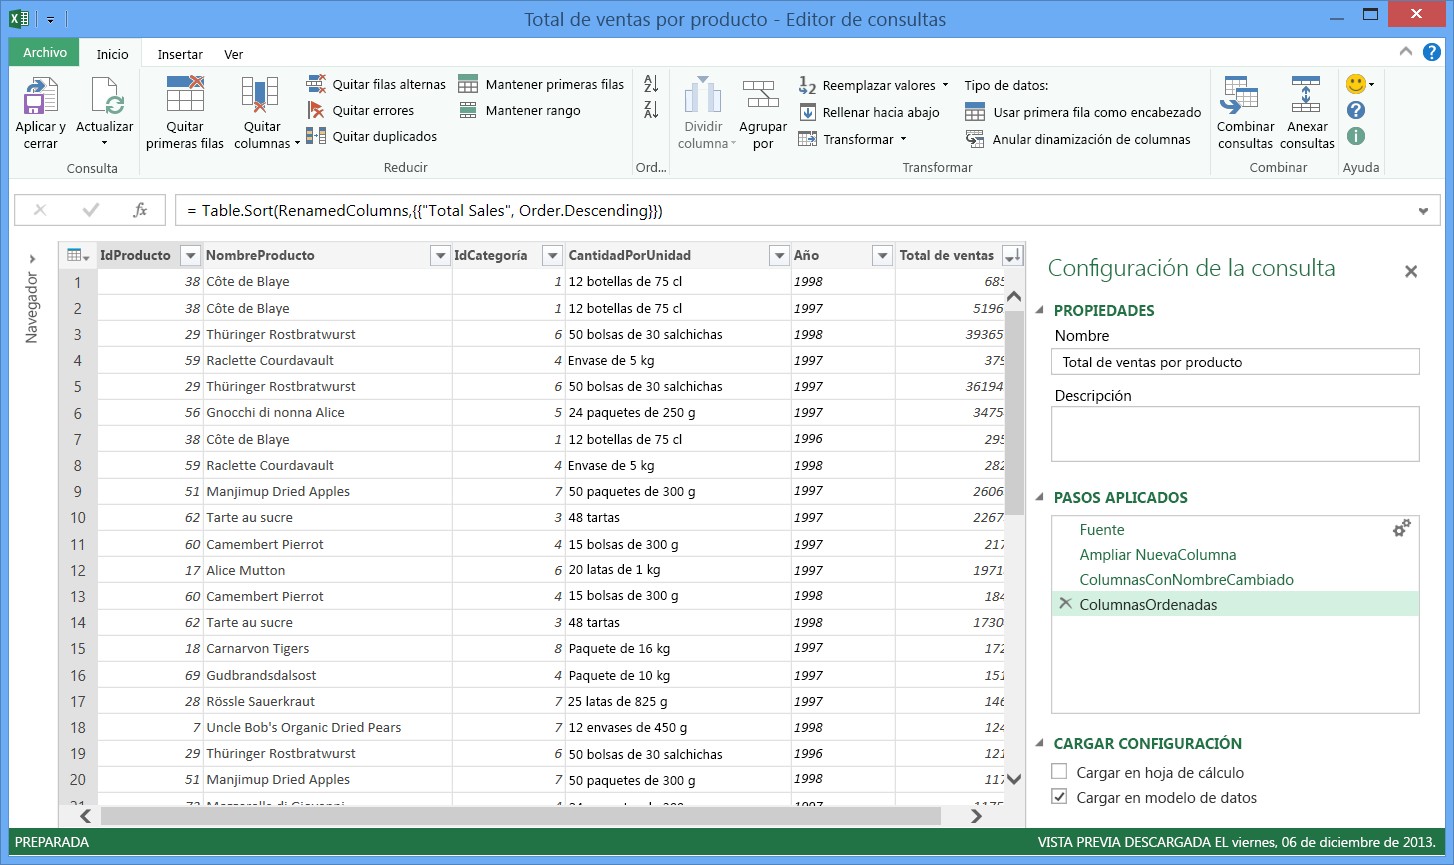 Total de ventas por producto - Editor de consultas
Archivo Inicio Insertar Ver
Aplicar y cerrar
Actualizar
Consulta
Quitar primeras filas
Quitar columnas
Quitar filas alternas
Quitar errores
Quitar duplicados
Mantener primeras filas
Mantener rango
Reducir
Ord...
Dividir columna
Agrupar por
Reemplazar valores
Rellenar hacia abajo
Transformar
Tipo de datos:
Usar primera fila como encabezado
Anular dinamización de columnas
Transformar
Combinar consultas
Anexar consultas
Combinar
Ayuda
fx = Table.Sort(RenamedColumns,{{"Total Sales", Order.Descending}})
Navegador
IdProducto NombreProducto IdCategoría CantidadPorUnidad Año Total de ventas
1 38 Côte de Blaye 1 12 botellas de 75 cl 1998 685
2 38 Côte de Blaye 1 12 botellas de 75 cl 1997 5196
3 29 Thüringer Rostbratwurst 6 50 bolsas de 30 salchichas 1998 39365
4 59 Raclette Courdavault 4 Envase de 5 kg 1997 379
5 29 Thüringer Rostbratwurst 6 50 bolsas de 30 salchichas 1997 36194
6 56 Gnocchi di nonna Alice 5 24 paquetes de 250 g 1997 3475
7 38 Côte de Blaye 1 12 botellas de 75 cl 1996 295
8 59 Raclette Courdavault 4 Envase de 5 kg 1998 282
9 51 Manjimup Dried Apples 7 50 paquetes de 300 g 1997 2606
10 62 Tarte au sucre 3 48 tartas 1997 2267
11 60 Camembert Pierrot 4 15 bolsas de 300 g 1997 217
12 17 Alice Mutton 6 20 latas de 1 kg 1997 1971
13 60 Camembert Pierrot 4 15 bolsas de 300 g 1998 184
14 62 Tarte au sucre 3 48 tartas 1998 1730
15 18 Carnarvon Tigers 8 Paquete de 16 kg 1997 172
16 69 Gudbrandsdalsost 4 Paquete de 10 kg 1997 151
17 28 Rössle Sauerkraut 7 25 latas de 825 g 1997 146
18 7 Uncle Bob's Organic Dried Pears 7 12 envases de 450 g 1998 124
19 29 Thüringer Rostbratwurst 6 50 bolsas de 30 salchichas 1996 121
20 51 Manjimup Dried Apples 7 50 paquetes de 300 g 1998 117
Configuración de la consulta
PROPIEDADES
Nombre
Total de ventas por producto
Descripción
PASOS APLICADOS
Fuente
Ampliar NuevaColumna
ColumnasConNombreCambiado
ColumnasOrdenadas
CARGAR CONFIGURACIÓN
Cargar en hoja de cálculo
Cargar en modelo de datos
PREPARADA
VISTA PREVIA DESCARGADA EL viernes, 06 de diciembre de 2013.